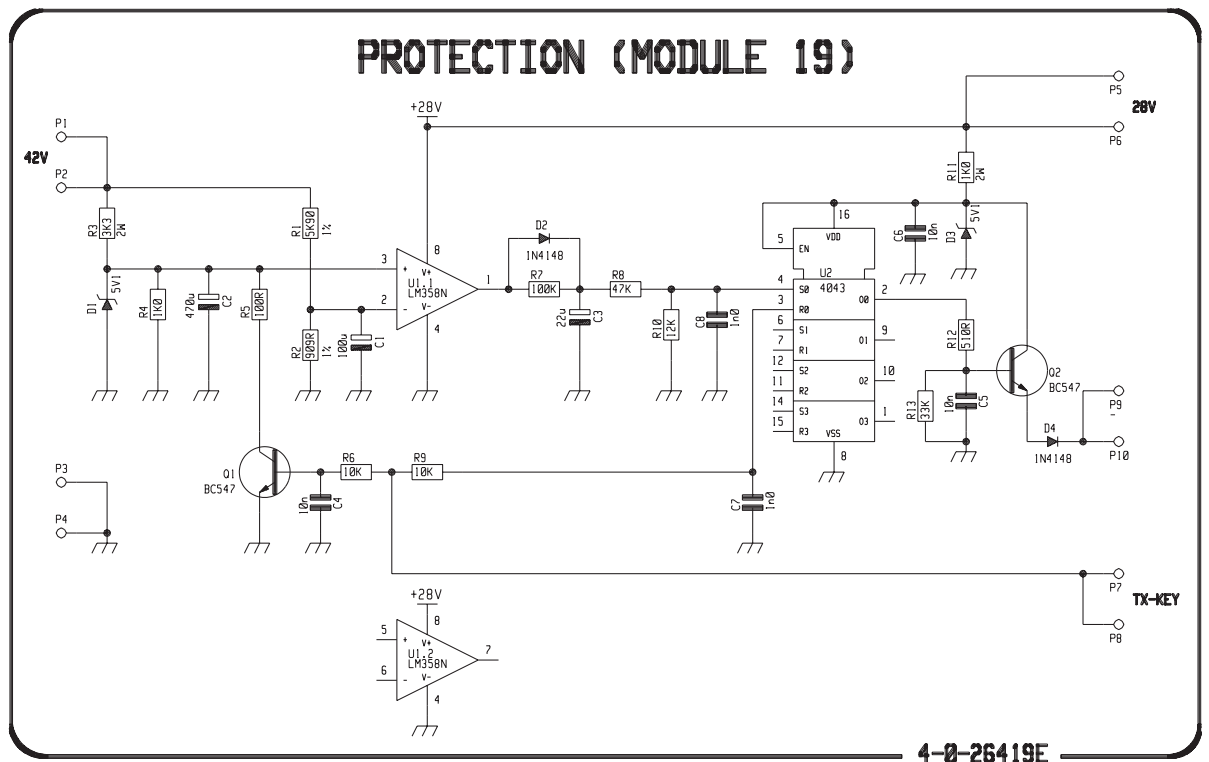 PROTECTION (MODULE 19)
P1
42V
P2
+28V
P5
28V
P6
R3
3K3
2W
R1
5K90
1%
R11
1K0
2W
5V1
D1
R4
1K0
470u
C2
R5
100R
R2
909R
1%
100u
C1
3
2
8
+
-
V+
U1.1
LM358N
V-
4
1
D2
1N4148
R7
100K
22u
C3
R8
47K
R10
12K
C8
1n0
16
VDD
5
EN
U2
4043
4
S0
3
R0
6
S1
7
R1
12
S2
11
R2
14
S3
15
R3
O0
2
O1
9
O2
10
O3
1
VSS
8
C6
10n
D3
5V1
R12
510R
R13
33K
10n
C5
Q2
BC547
D4
1N4148
P9
-
P10
P3
P4
Q1
BC547
10n
C4
R6
10K
R9
10K
C7
1n0
P7
TX-KEY
P8
+28V
8
5
+
V+
U1.2
LM358N
6
-
V-
7
4
4-0-26419E